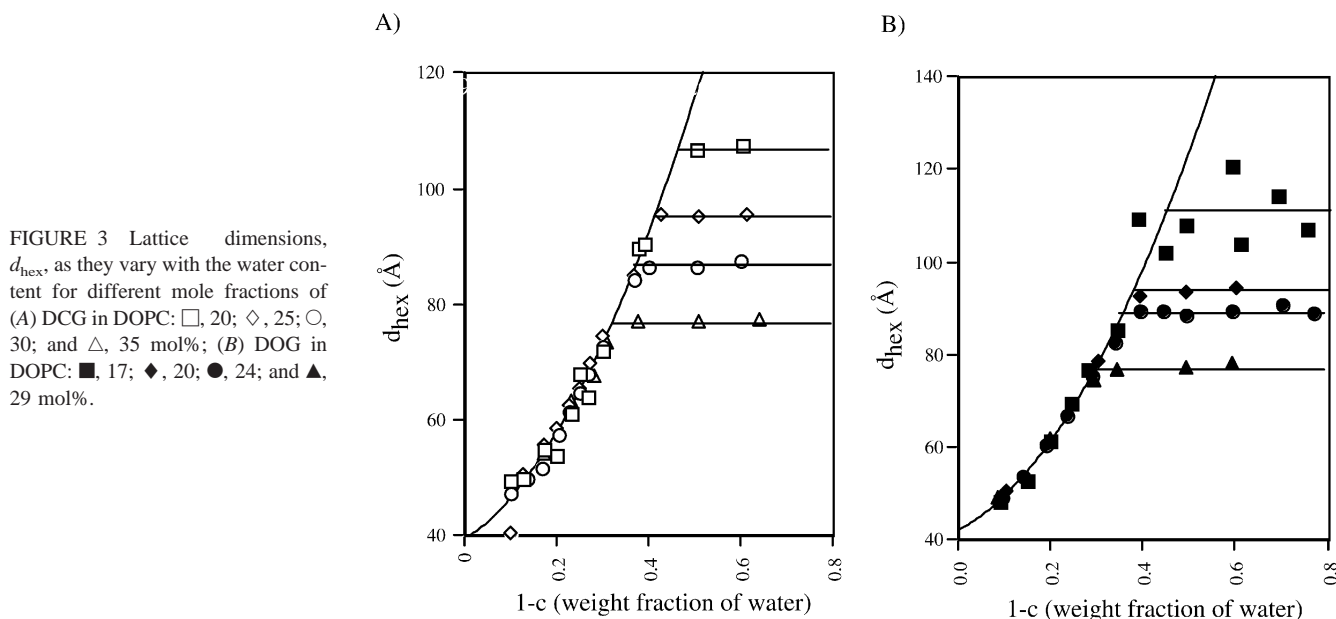 FIGURE 3 Lattice dimensions,
d_hex, as they vary with the water con-
tent for different mole fractions of
(A) DCG in DOPC: □, 20; ◇, 25; ○,
30; and △, 35 mol%; (B) DOG in
DOPC: ■, 17; ◆, 20; ●, 24; and ▲,
29 mol%.
A)
120
100
80
60
40
d_hex (Å)
0
0.2
0.4
0.6
0.8
1-c (weight fraction of water)
B)
140
120
100
80
60
40
d_hex (Å)
0.0
0.2
0.4
0.6
0.8
1-c (weight fraction of water)